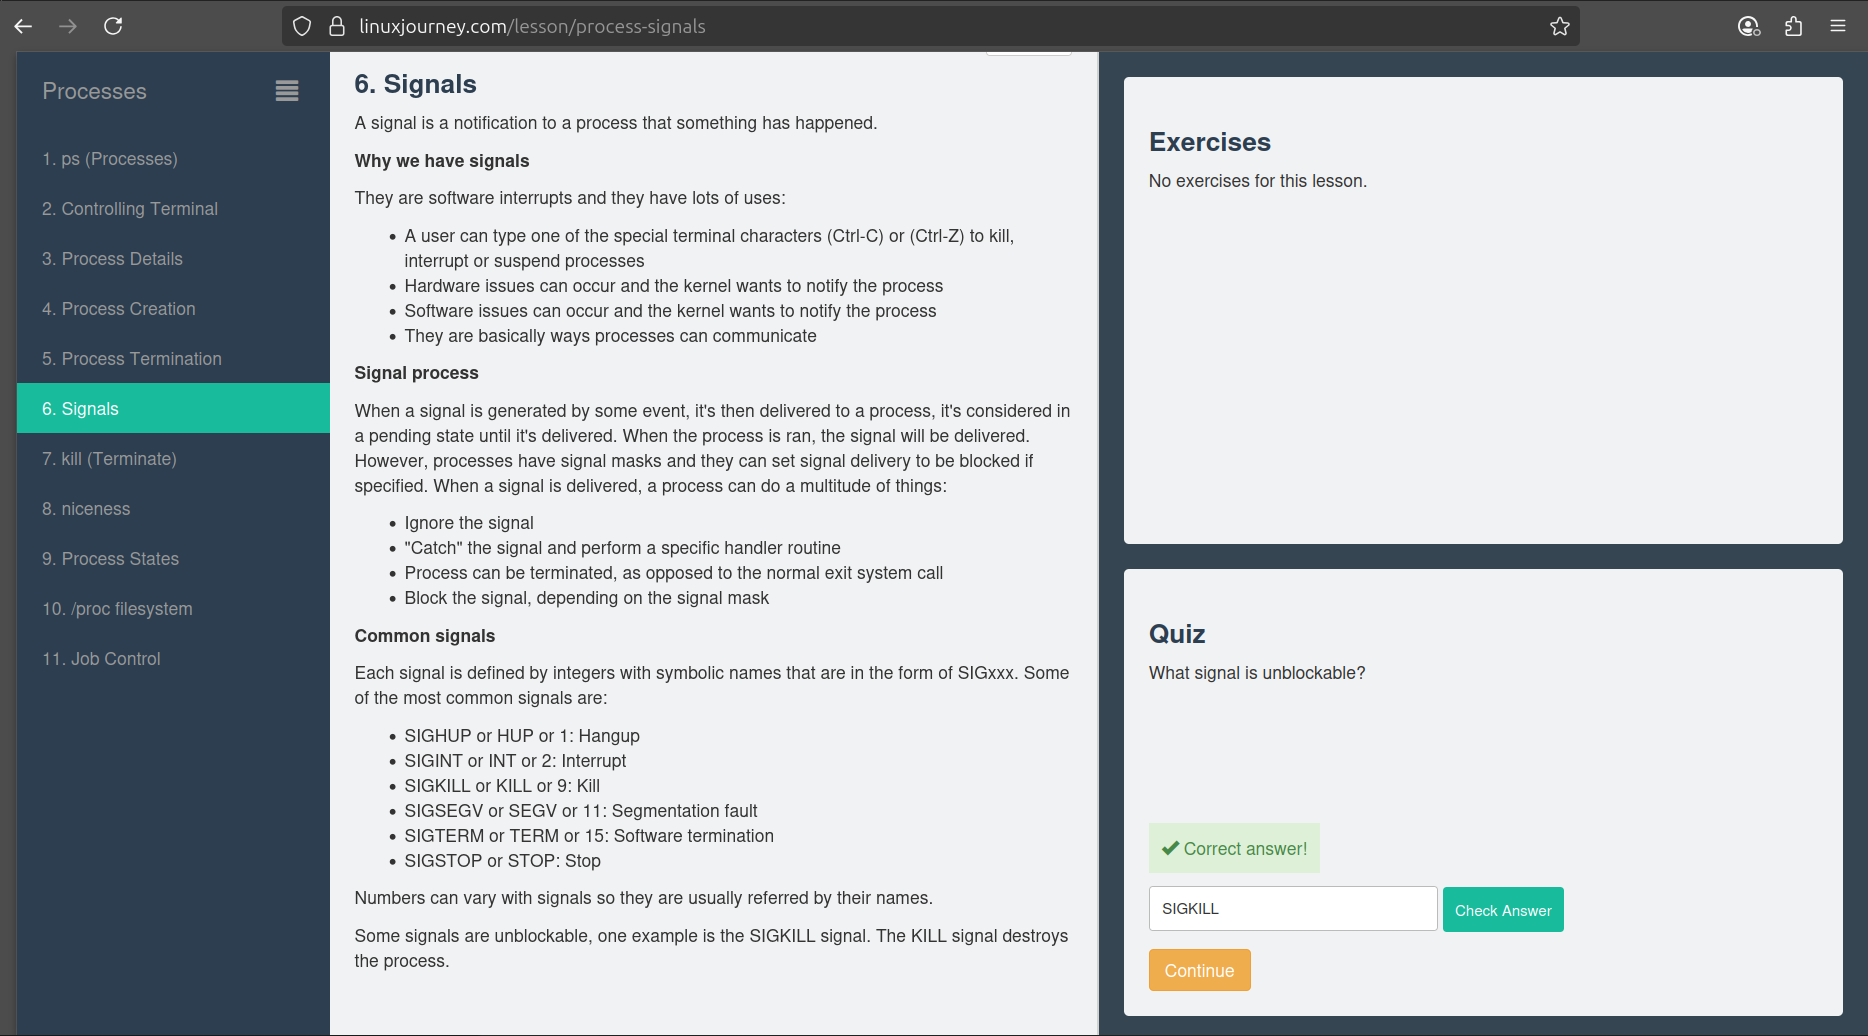 linuxjourney.com/lesson/process-signals
Processes
1. ps (Processes)
2. Controlling Terminal
3. Process Details
4. Process Creation
5. Process Termination
6. Signals
7. kill (Terminate)
8. niceness
9. Process States
10. /proc filesystem
11. Job Control
6. Signals
A signal is a notification to a process that something has happened.
Why we have signals
They are software interrupts and they have lots of uses:
• A user can type one of the special terminal characters (Ctrl-C) or (Ctrl-Z) to kill,
interrupt or suspend processes
• Hardware issues can occur and the kernel wants to notify the process
• Software issues can occur and the kernel wants to notify the process
• They are basically ways processes can communicate
Signal process
When a signal is generated by some event, it's then delivered to a process, it's considered in
a pending state until it's delivered. When the process is ran, the signal will be delivered.
However, processes have signal masks and they can set signal delivery to be blocked if
specified. When a signal is delivered, a process can do a multitude of things:
• Ignore the signal
• "Catch" the signal and perform a specific handler routine
• Process can be terminated, as opposed to the normal exit system call
• Block the signal, depending on the signal mask
Common signals
Each signal is defined by integers with symbolic names that are in the form of SIGxxx. Some
of the most common signals are:
• SIGHUP or HUP or 1: Hangup
• SIGINT or INT or 2: Interrupt
• SIGKILL or KILL or 9: Kill
• SIGSEGV or SEGV or 11: Segmentation fault
• SIGTERM or TERM or 15: Software termination
• SIGSTOP or STOP: Stop
Numbers can vary with signals so they are usually referred by their names.
Some signals are unblockable, one example is the SIGKILL signal. The KILL signal destroys
the process.
Exercises
No exercises for this lesson.
Quiz
What signal is unblockable?
Correct answer!
SIGKILL
Check Answer
Continue